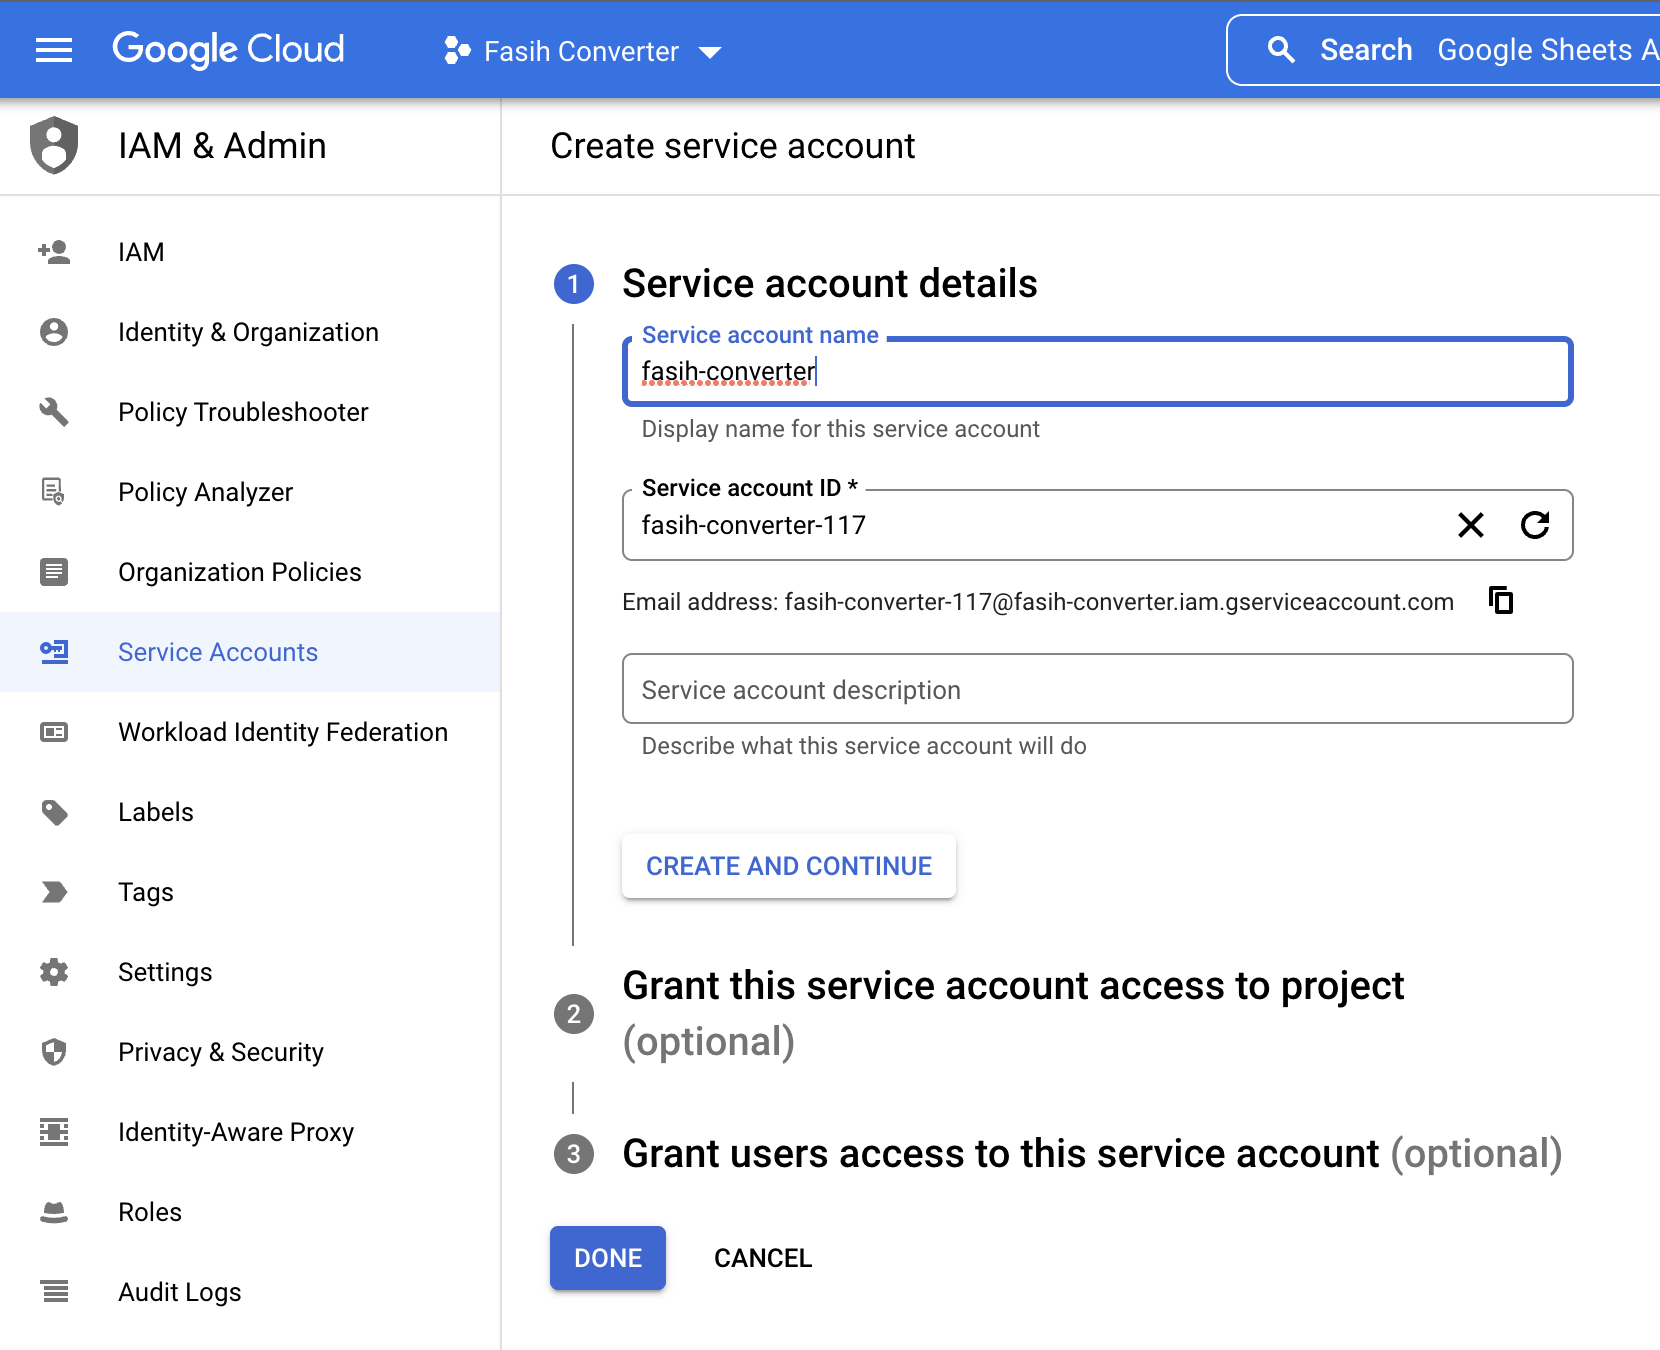 Google Cloud
Fasih Converter
Search Google Sheets A
IAM & Admin
Create service account
IAM
Identity & Organization
Policy Troubleshooter
Policy Analyzer
Organization Policies
Service Accounts
Workload Identity Federation
Labels
Tags
Settings
Privacy & Security
Identity-Aware Proxy
Roles
Audit Logs
1 Service account details
Service account name
fasih-converter
Display name for this service account
Service account ID *
fasih-converter-117
Email address: fasih-converter-117@fasih-converter.iam.gserviceaccount.com
Service account description
Describe what this service account will do
CREATE AND CONTINUE
2 Grant this service account access to project
(optional)
3 Grant users access to this service account (optional)
DONE CANCEL